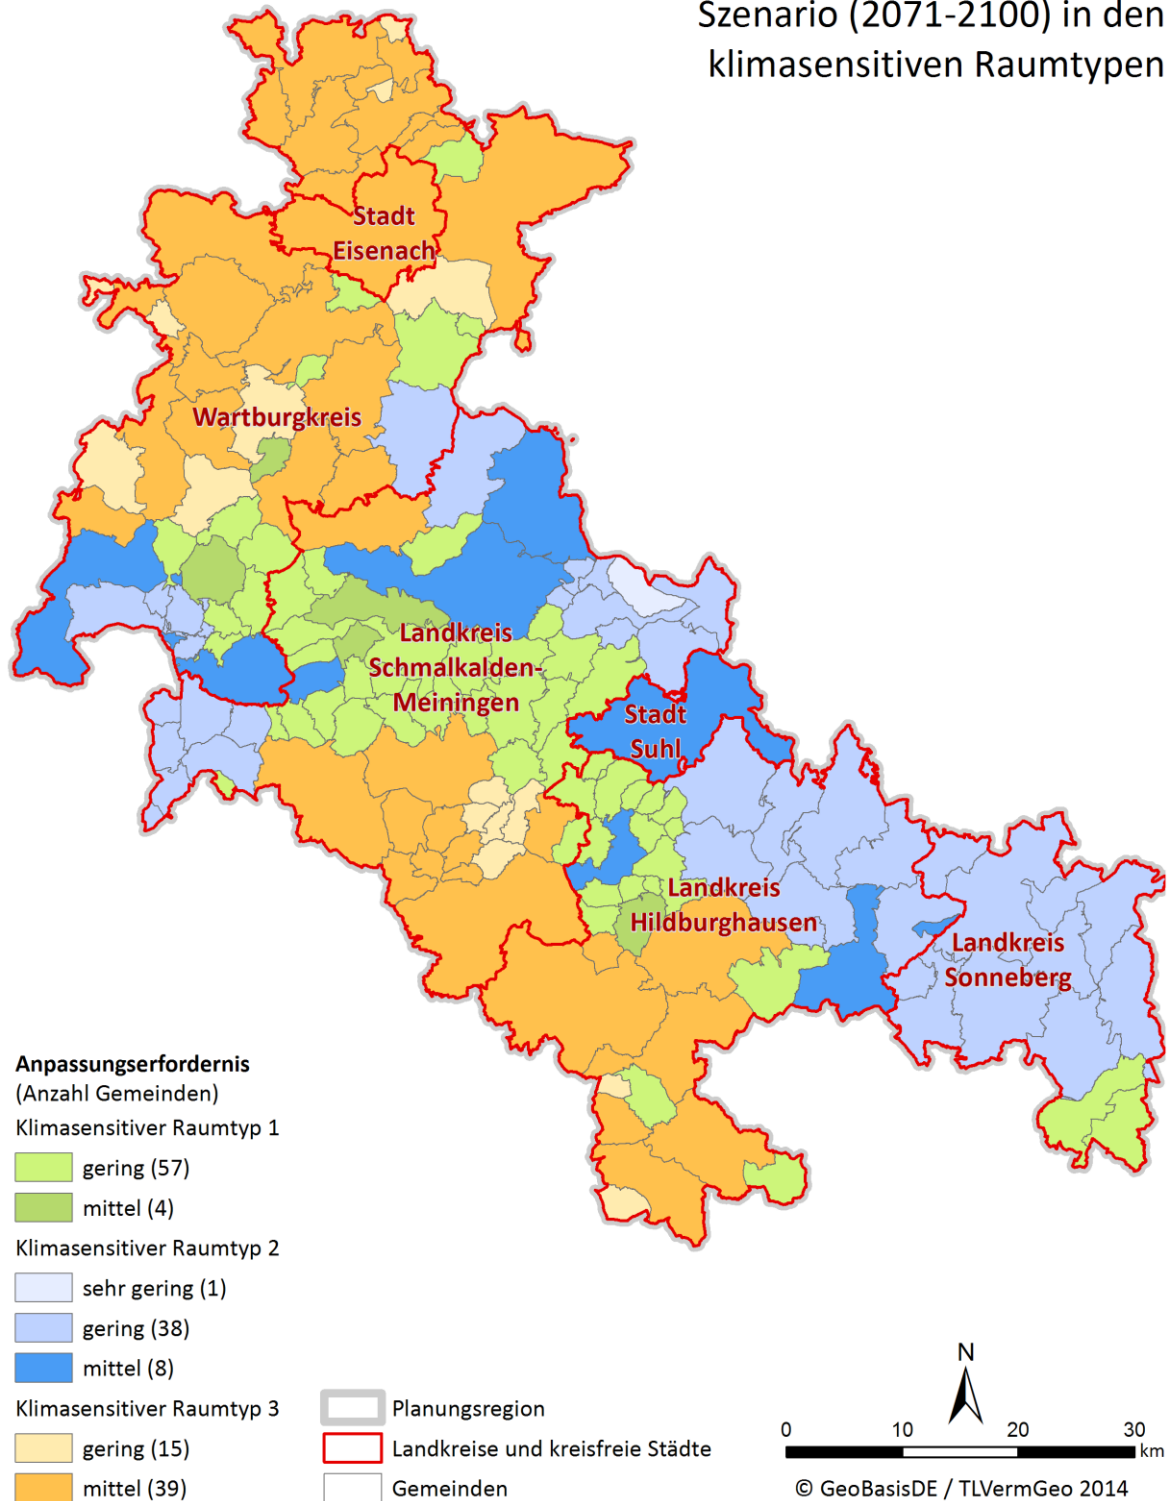 Szenario (2071-2100) in den
klimasensitiven Raumtypen
Stadt
Eisenach
Wartburgkreis
Landkreis
Schmalkalden-
Meiningen
Stadt
Suhl
Landkreis
Hildburghausen
Landkreis
Sonneberg
Anpassungserfordernis
(Anzahl Gemeinden)
Klimasensitiver Raumtyp 1
gering (57)
mittel (4)
Klimasensitiver Raumtyp 2
sehr gering (1)
gering (38)
mittel (8)
Klimasensitiver Raumtyp 3
gering (15)
mittel (39)
Planungsregion
Landkreise und kreisfreie Städte
Gemeinden
N
0 10 20 30
km
© GeoBasisDE / TLVermGeo 2014